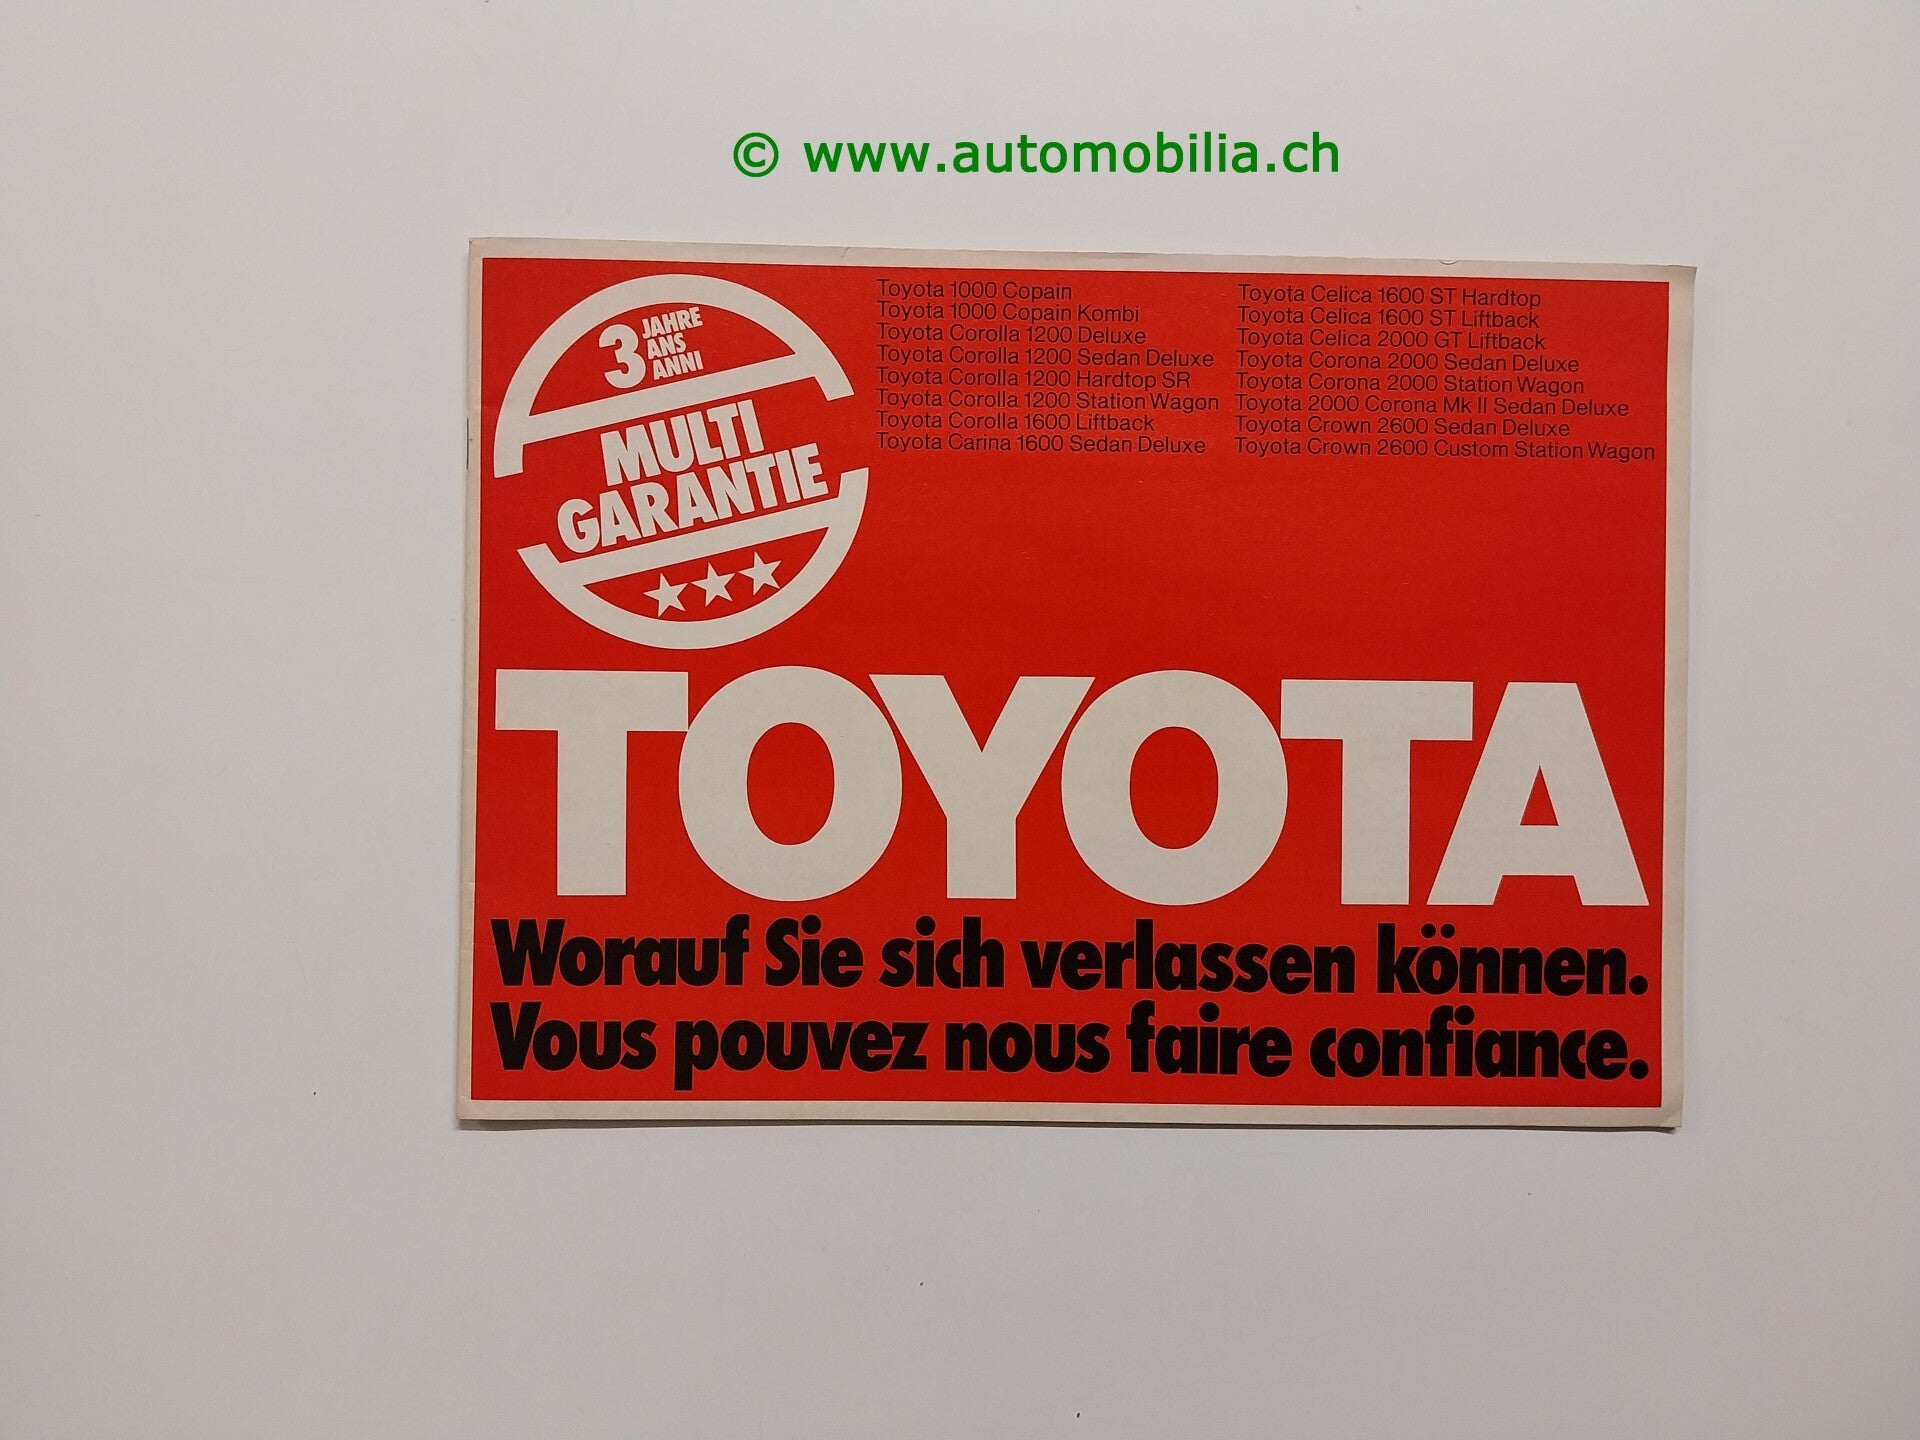 © www.automobilia.ch
3 JAHRE
ANS
ANNI
MULTI
GARANTIE
Toyota 1000 Copain
Toyota 1000 Copain Kombi
Toyota Corolla 1200 Deluxe
Toyota Corolla 1200 Sedan Deluxe
Toyota Corolla 1200 Hardtop SR
Toyota Corolla 1200 Station Wagon
Toyota Corolla 1600 Liftback
Toyota Carina 1600 Sedan Deluxe
Toyota Celica 1600 ST Hardtop
Toyota Celica 1600 ST Liftback
Toyota Celica 2000 GT Liftback
Toyota Corona 2000 Sedan Deluxe
Toyota Corona 2000 Station Wagon
Toyota 2000 Corona Mk II Sedan Deluxe
Toyota Crown 2600 Sedan Deluxe
Toyota Crown 2600 Custom Station Wagon
TOYOTA
Worauf Sie sich verlassen können.
Vous pouvez nous faire confiance.